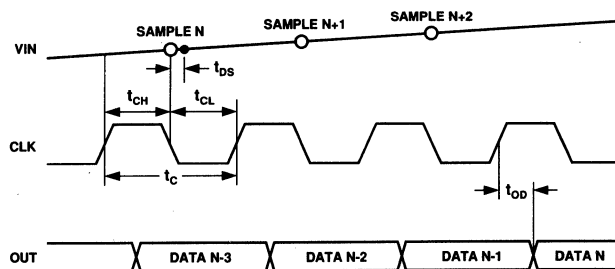 SAMPLE N
SAMPLE N+1
SAMPLE N+2
VIN
tDS
tCH
tCL
CLK
tC
tOD
OUT
DATA N-3
DATA N-2
DATA N-1
DATA N